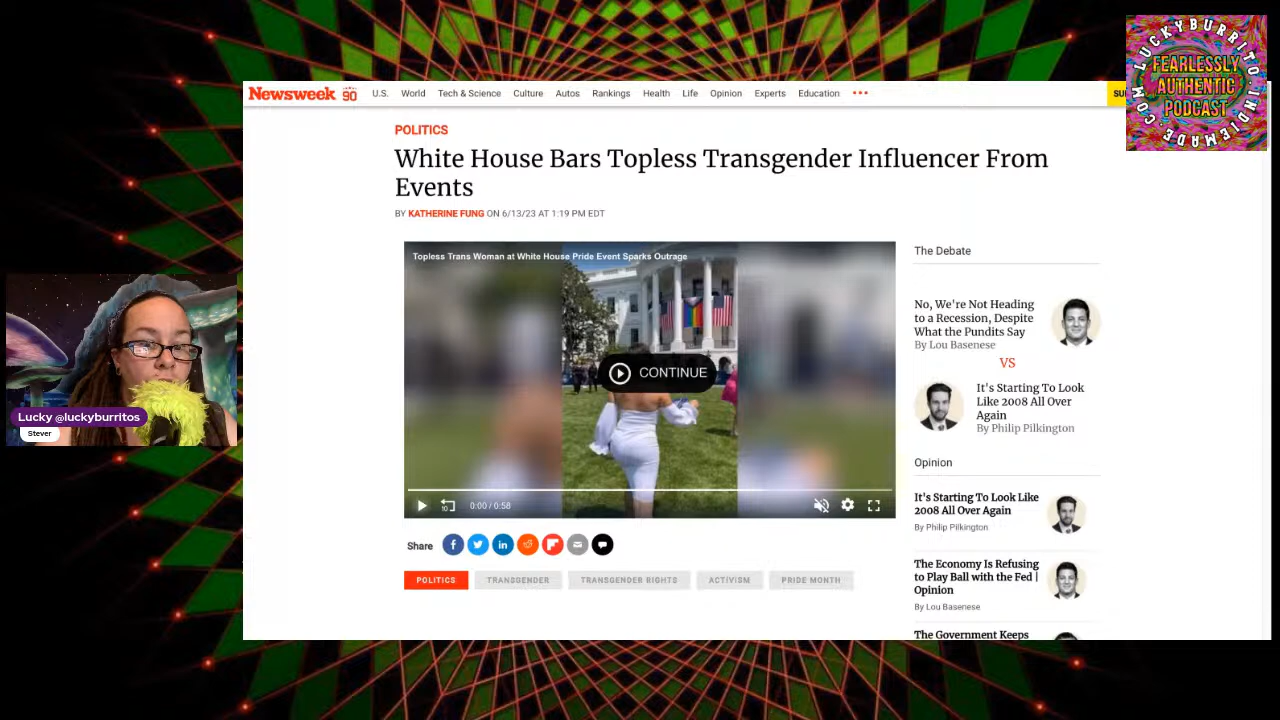 Newsweek 90
U.S. World Tech & Science Culture Autos Rankings Health Life Opinion Experts Education
SU
LUCKYBURRITO.INDIEMADE.COM
FEARLESSLY
AUTHENTIC
PODCAST
POLITICS
White House Bars Topless Transgender Influencer From
Events
BY KATHERINE FUNG ON 6/13/23 AT 1:19 PM EDT
Topless Trans Woman at White House Pride Event Sparks Outrage
CONTINUE
10
0:00 / 0:58
Share
POLITICS TRANSGENDER TRANSGENDER RIGHTS ACTIVISM PRIDE MONTH
The Debate
No, We're Not Heading
to a Recession, Despite
What the Pundits Say
By Lou Basenese
VS
It's Starting To Look
Like 2008 All Over
Again
By Philip Pilkington
Opinion
It's Starting To Look Like
2008 All Over Again
By Philip Pilkington
The Economy Is Refusing
to Play Ball with the Fed |
Opinion
By Lou Basenese
The Government Keeps
Lucky @luckyburritos
Stever